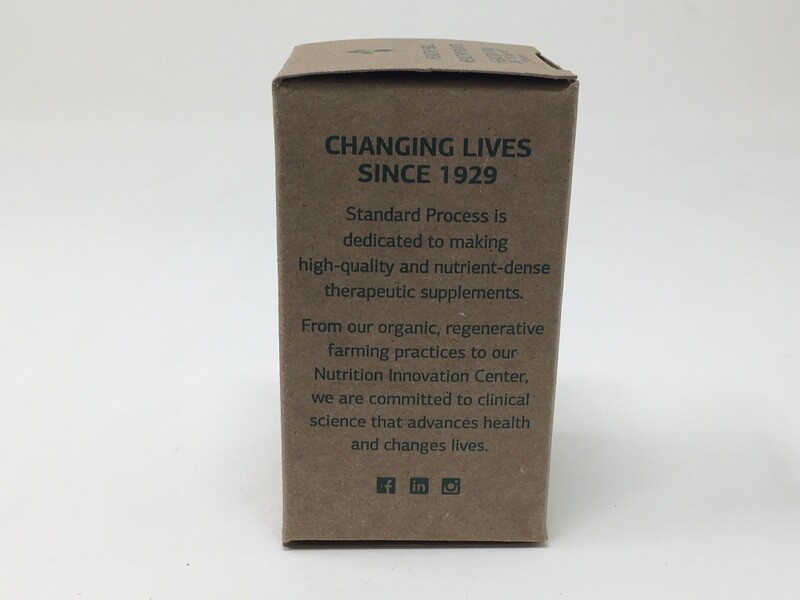 CHANGING LIVES
SINCE 1929
Standard Process is
dedicated to making
high-quality and nutrient-dense
therapeutic supplements.
From our organic, regenerative
farming practices to our
Nutrition Innovation Center,
we are committed to clinical
science that advances health
and changes lives.
f in